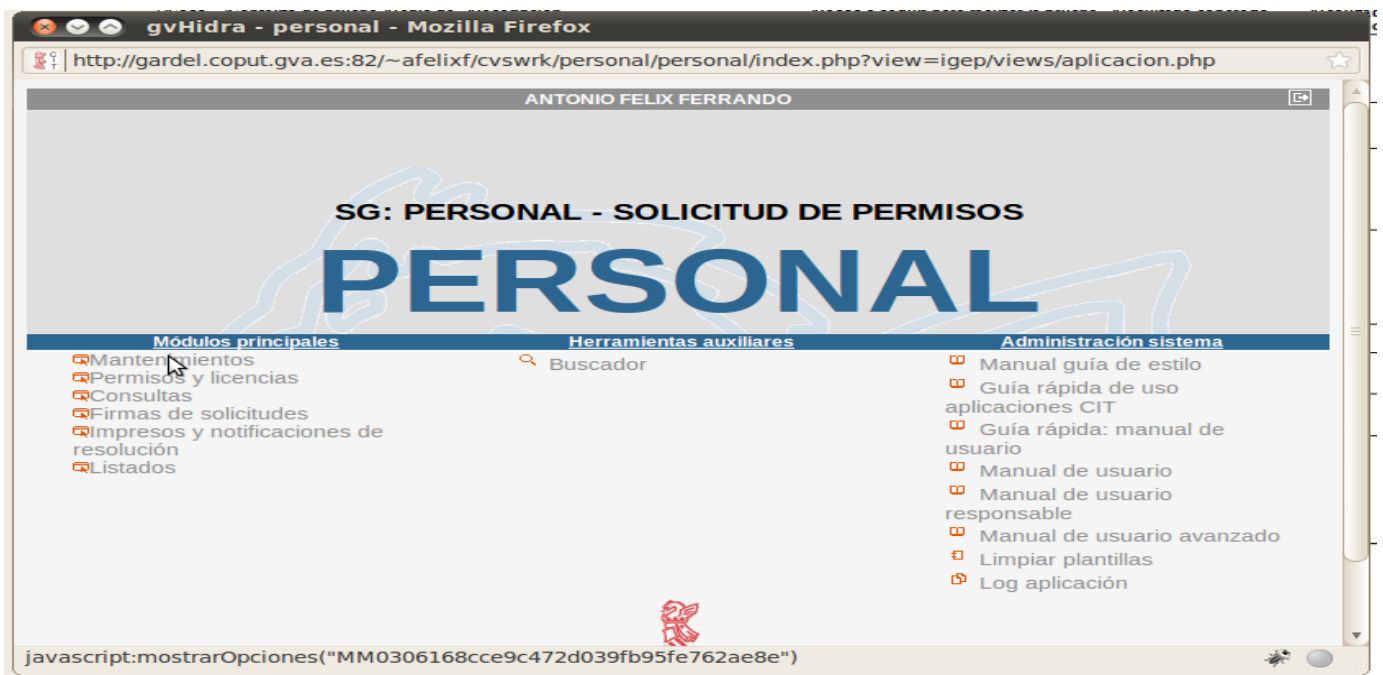 gvHidra - personal - Mozilla Firefox
http://gardel.coput.gva.es:82/~afelixf/cvswrk/personal/personal/index.php?view=igep/views/aplicacion.php
ANTONIO FELIX FERRANDO
SG: PERSONAL - SOLICITUD DE PERMISOS
PERSONAL
Módulos principales
Mantenimientos
Permisos y licencias
Consultas
Firmas de solicitudes
Impresos y notificaciones de
resolución
Listados
Herramientas auxiliares
Buscador
Administración sistema
Manual guía de estilo
Guía rápida de uso
aplicaciones CIT
Guía rápida: manual de
usuario
Manual de usuario
Manual de usuario
responsable
Manual de usuario avanzado
Limpiar plantillas
Log aplicación
javascript:mostrarOpciones("MM0306168cce9c472d039fb95fe762ae8e")